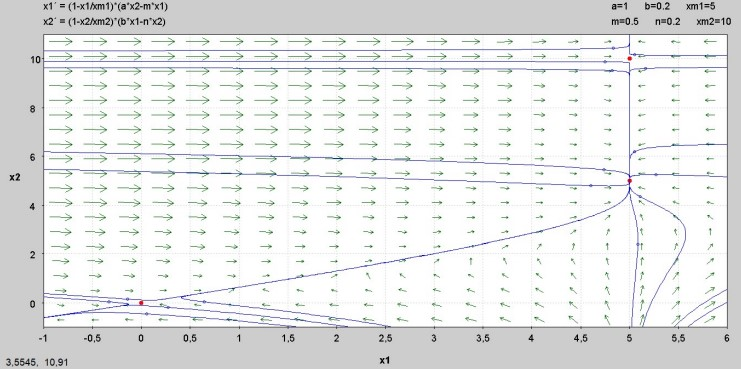 x1´ = (1-x1/xm1)*(a*x2-m*x1) a=1 b=0.2 xm1=5
x2´ = (1-x2/xm2)*(b*x1-n*x2) m=0.5 n=0.2 xm2=10
10
8
x2
6
4
2
0
-1 -0,5 0 0,5 1 1,5 2 2,5 3 3,5 4 4,5 5 5,5 6
x1
3,5545, 10,91